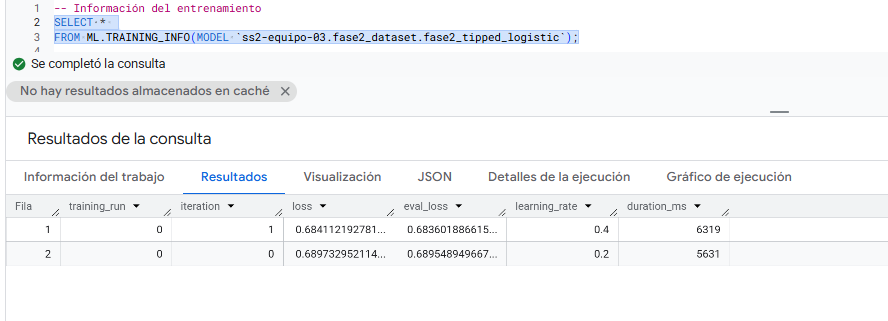 1 -- Información del entrenamiento
2 SELECT *
3 FROM ML.TRAINING_INFO(MODEL `ss2-equipo-03.fase2_dataset.fase2_tipped_logistic`);
4
Se completó la consulta
No hay resultados almacenados en caché
Resultados de la consulta
Información del trabajo Resultados Visualización JSON Detalles de la ejecución Gráfico de ejecución
Fila training_run iteration loss eval_loss learning_rate duration_ms
1 0 1 0.684112192781... 0.683601886615... 0.4 6319
2 0 0 0.689732952114... 0.689548949667... 0.2 5631